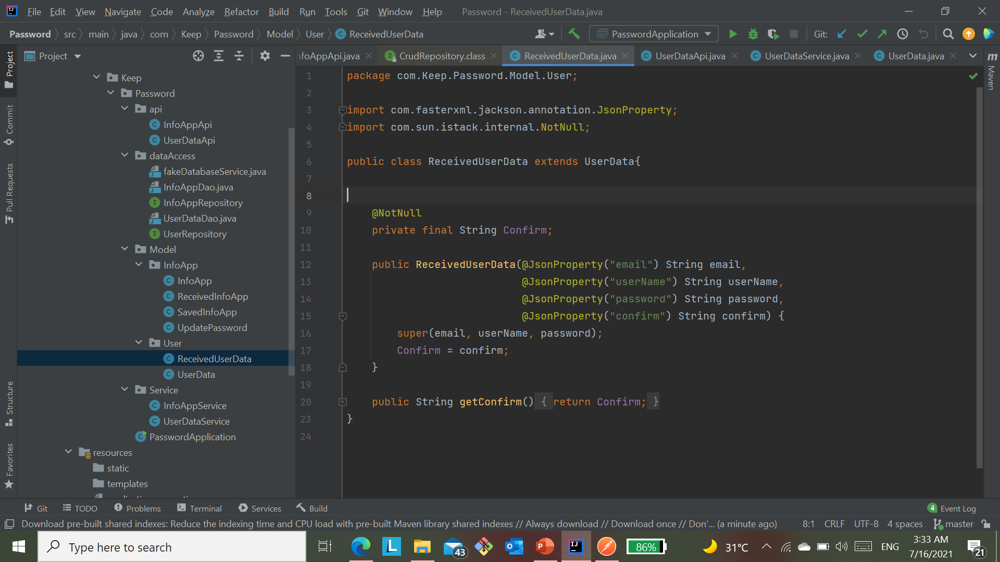 File Edit View Navigate Code Analyze Refactor Build Run Tools Git Window Help Password - ReceivedUserData.java
Password src main java com Keep Password Model User ReceivedUserData PasswordApplication Git:
Project
nfoAppApi.java CrudRepository.class ReceivedUserData.java UserDataApi.java UserDataService.java UserData.java
Project
Commit
Pull Requests
Structure
Favorites
Keep
Password
api
InfoAppApi
UserDataApi
dataAccess
fakeDatabaseService.java
InfoAppDao.java
InfoAppRepository
UserDataDao.java
UserRepository
Model
InfoApp
InfoApp
ReceivedInfoApp
SavedInfoApp
UpdatePassword
User
ReceivedUserData
UserData
Service
InfoAppService
UserDataService
PasswordApplication
resources
static
templates
1 package com.Keep.Password.Model.User;
2
3 import com.fasterxml.jackson.annotation.JsonProperty;
4 import com.sun.istack.internal.NotNull;
5
6 public class ReceivedUserData extends UserData{
7
8
9 @NotNull
10 private final String Confirm;
11
12 public ReceivedUserData(@JsonProperty("email") String email,
13 @JsonProperty("userName") String userName,
14 @JsonProperty("password") String password,
15 @JsonProperty("confirm") String confirm) {
16 super(email, userName, password);
17 Confirm = confirm;
18 }
19
20 public String getConfirm() { return Confirm; }
23 }
24
m
Maven
Git TODO Problems Terminal Services Build 4 Event Log
Download pre-built shared indexes: Reduce the indexing time and CPU load with pre-built Maven library shared indexes // Always download // Download once // Don'... (a minute ago) 8:1 CRLF UTF-8 4 spaces master
Type here to search L 43 P IJ 86% 31°C ENG 3:33 AM
7/16/2021 21